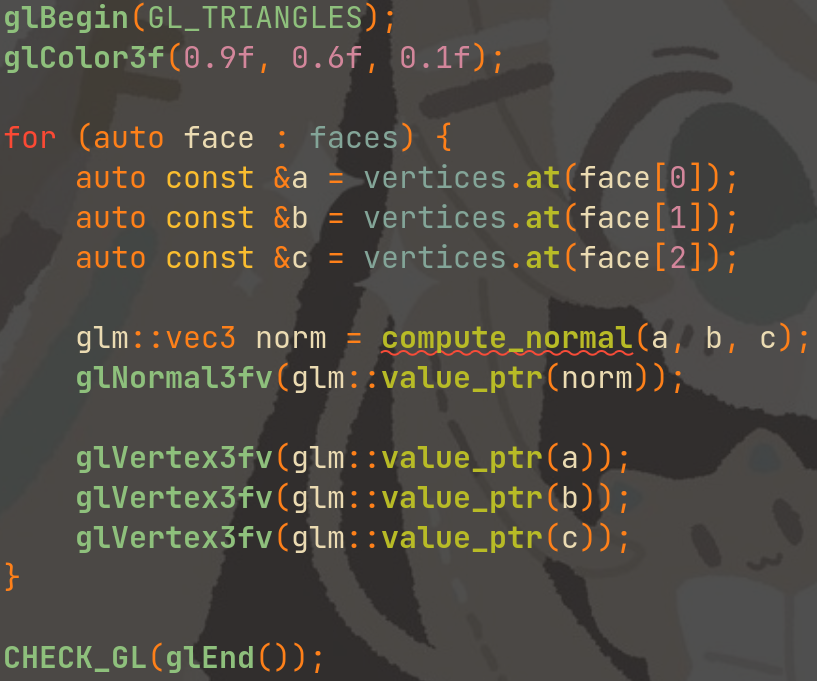 glBegin(GL_TRIANGLES);
glColor3f(0.9f, 0.6f, 0.1f);
for (auto face : faces) {
auto const &a = vertices.at(face[0]);
auto const &b = vertices.at(face[1]);
auto const &c = vertices.at(face[2]);
glm::vec3 norm = compute_normal(a, b, c);
glNormal3fv(glm::value_ptr(norm));
glVertex3fv(glm::value_ptr(a));
glVertex3fv(glm::value_ptr(b));
glVertex3fv(glm::value_ptr(c));
}
CHECK_GL(glEnd());